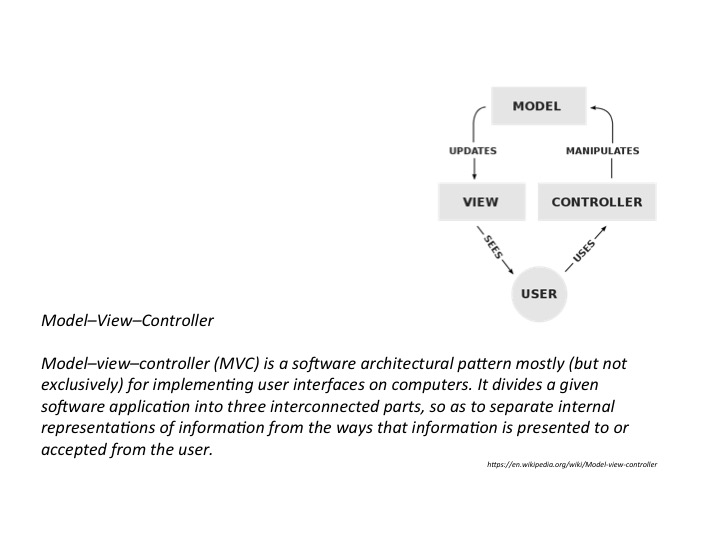 MODEL
UPDATES
MANIPULATES
VIEW
CONTROLLER
SEES
USES
USER
Model–View–Controller
Model–view–controller (MVC) is a software architectural pattern mostly (but not
exclusively) for implementing user interfaces on computers. It divides a given
software application into three interconnected parts, so as to separate internal
representations of information from the ways that information is presented to or
accepted from the user.
https://en.wikipedia.org/wiki/Model-view-controller